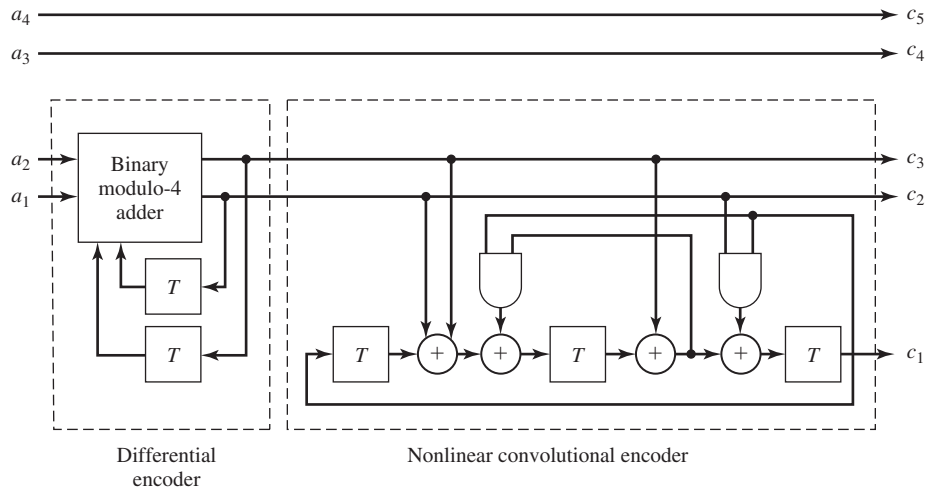 a4 c5
a3 c4
a2 c3
a1 c2
Binary
modulo-4
adder
T
T
T + + T + + T c1
Differential
encoder
Nonlinear convolutional encoder